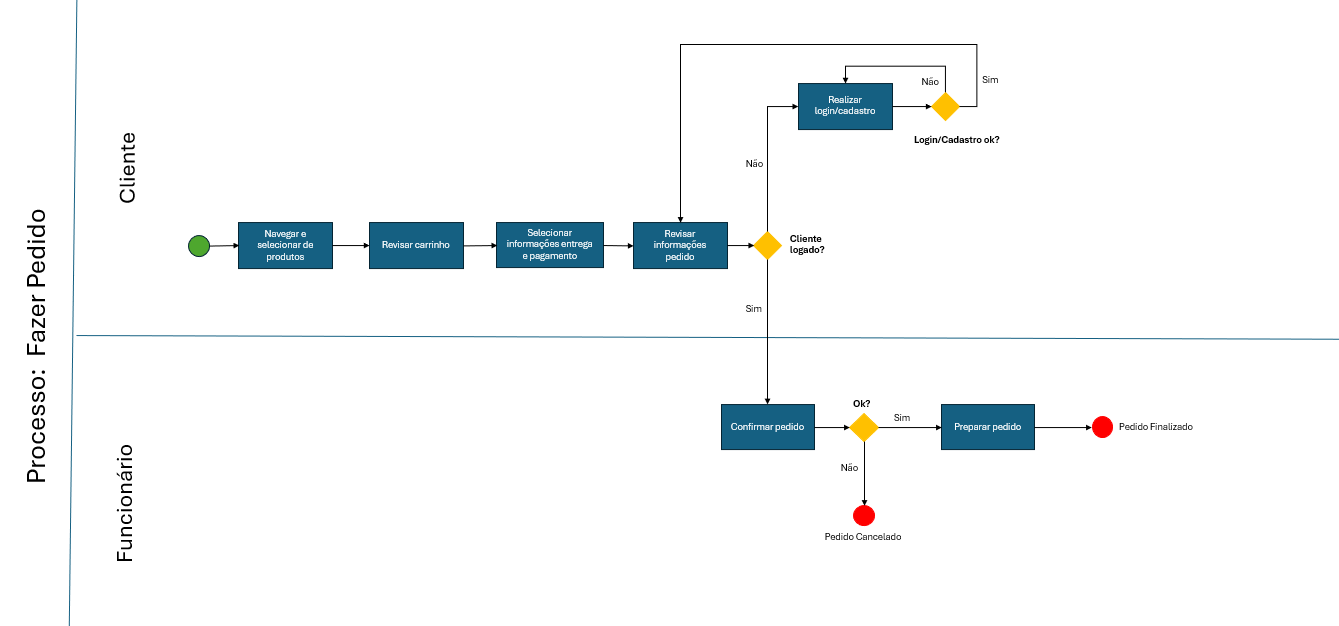 Processo: Fazer Pedido
Cliente
Não
Sim
Realizar
login/cadastro
Login/Cadastro ok?
Não
Navegar e
selecionar de
produtos
Revisar carrinho
Selecionar
informações entrega
e pagamento
Revisar
informações
pedido
Cliente
logado?
Sim
Funcionário
Confirmar pedido
Ok?
Sim
Preparar pedido
Pedido Finalizado
Não
Pedido Cancelado